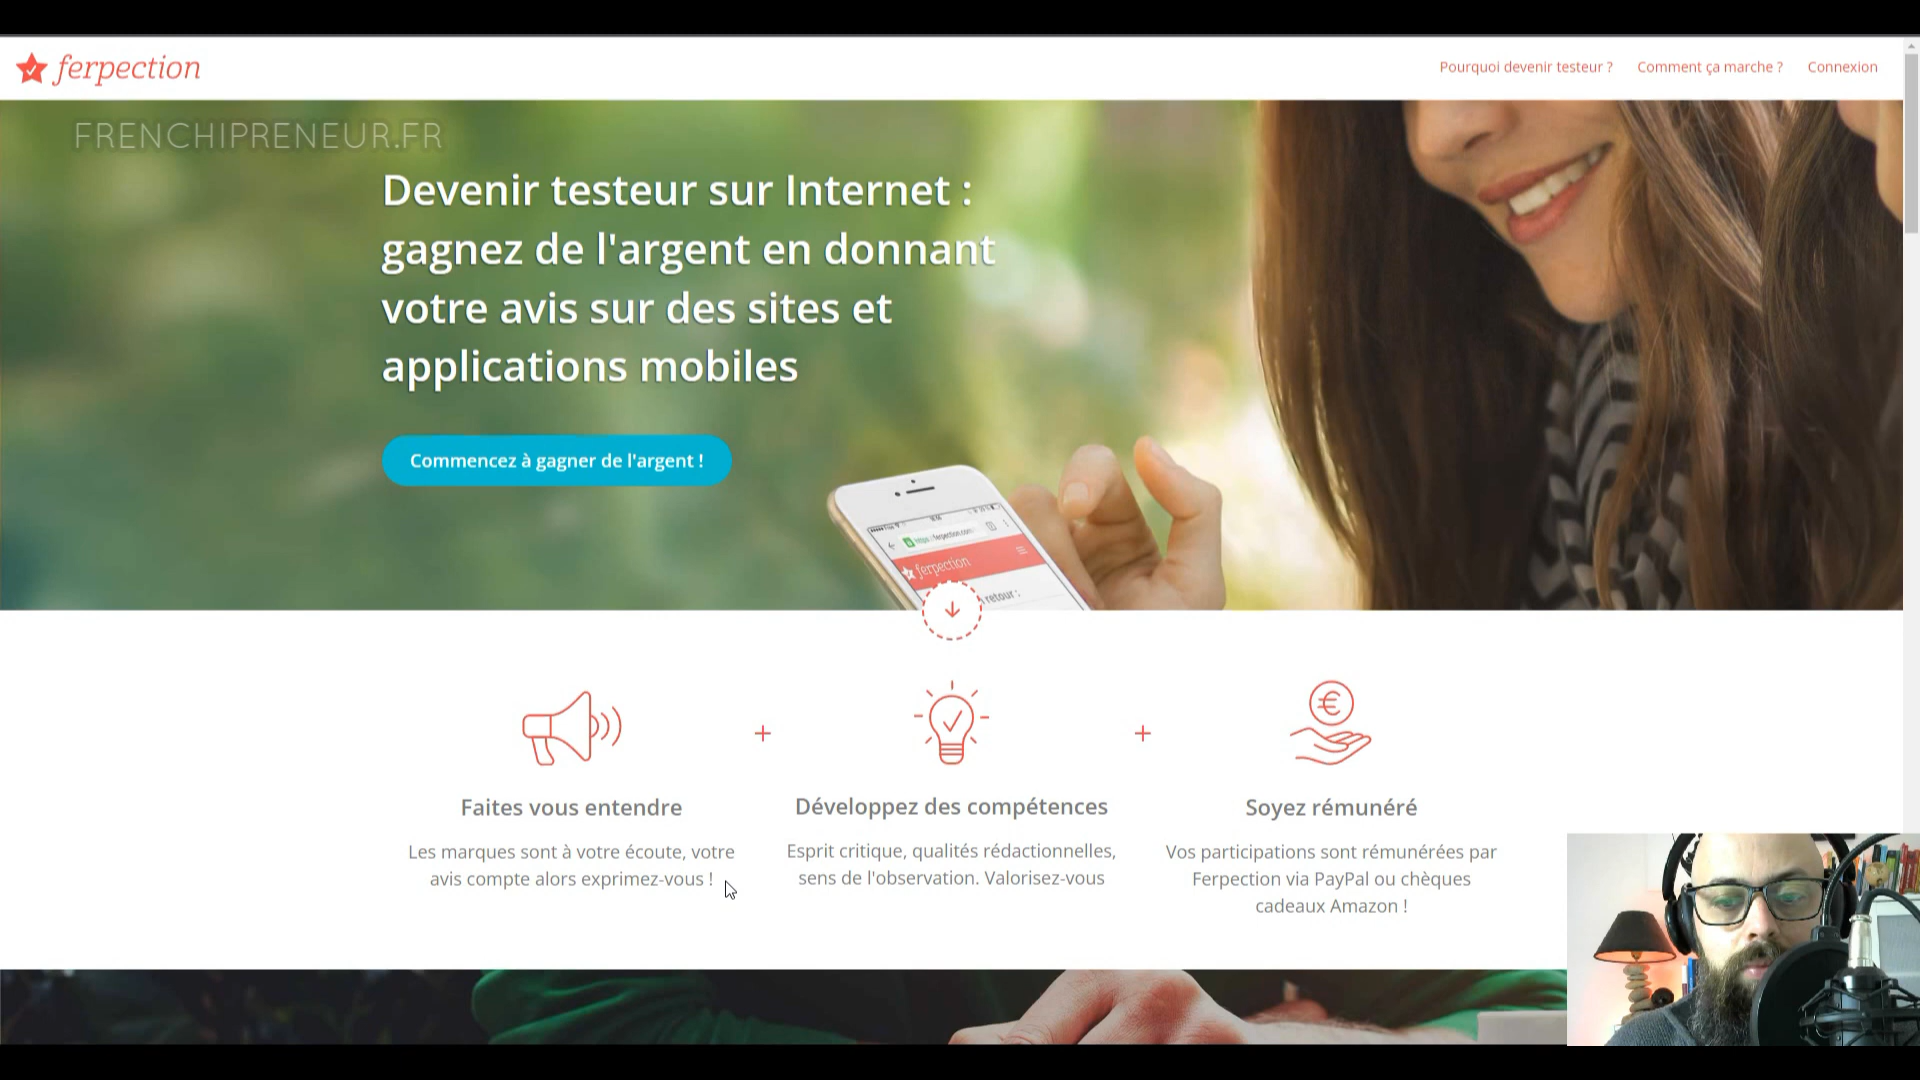 ferpection
Pourquoi devenir testeur ?
Comment ça marche ?
Connexion
FRENCHIPRENEUR.FR
Devenir testeur sur Internet :
gagnez de l'argent en donnant
votre avis sur des sites et
applications mobiles
Commencez à gagner de l'argent !
ferpection
retour :
Faites vous entendre
Les marques sont à votre écoute, votre
avis compte alors exprimez-vous !
Développez des compétences
Esprit critique, qualités rédactionnelles,
sens de l'observation. Valorisez-vous
Soyez rémunéré
Vos participations sont rémunérées par
Ferpection via PayPal ou chèques
cadeaux Amazon !